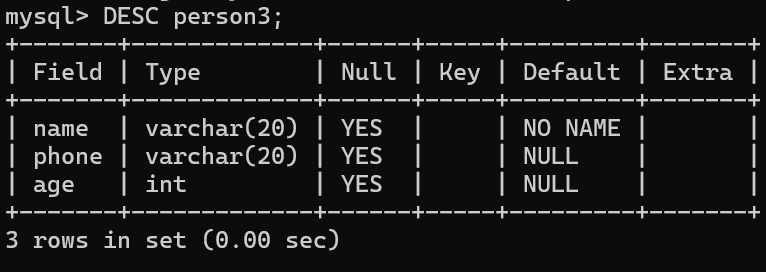 mysql> DESC person3;
+-------+-------------+------+-----+---------+-------+
| Field | Type        | Null | Key | Default | Extra |
+-------+-------------+------+-----+---------+-------+
| name  | varchar(20) | YES  |     | NO NAME |       |
| phone | varchar(20) | YES  |     | NULL    |       |
| age   | int         | YES  |     | NULL    |       |
+-------+-------------+------+-----+---------+-------+
3 rows in set (0.00 sec)